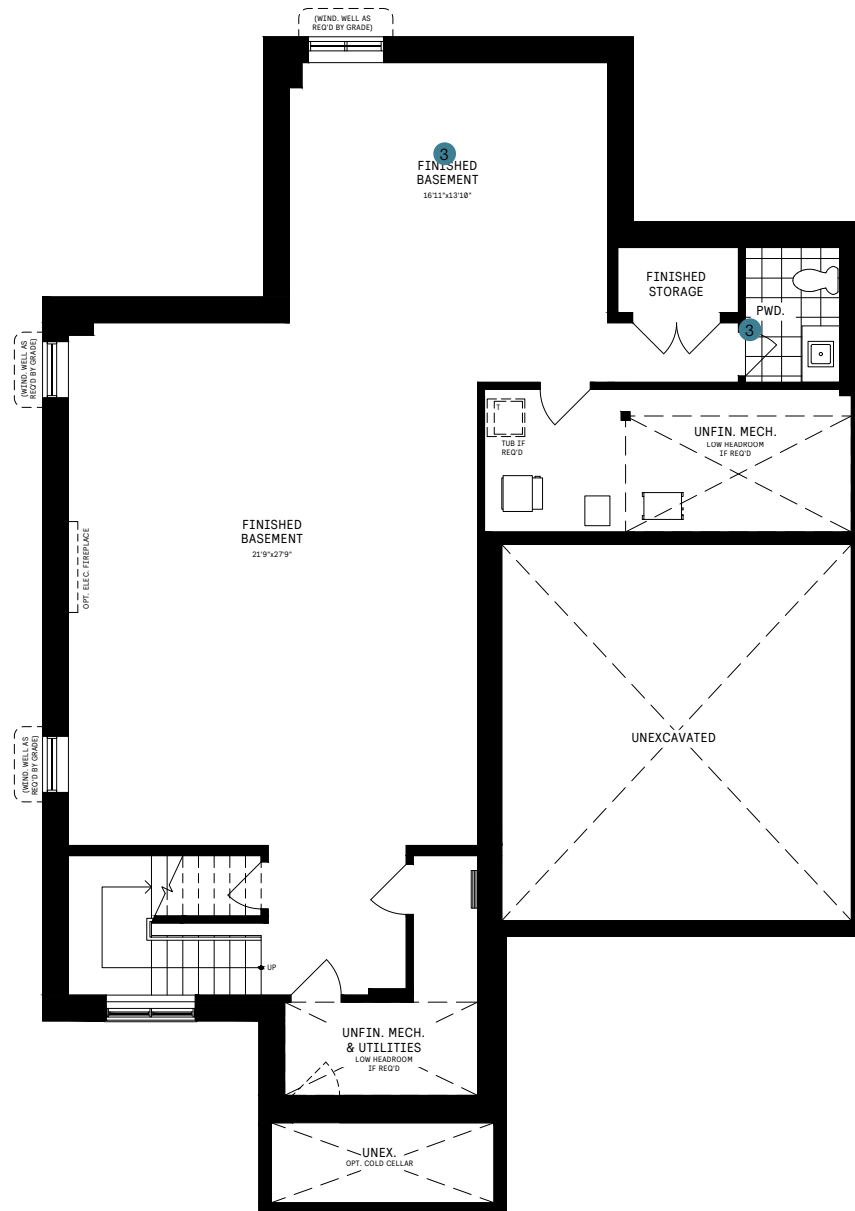 (WIND. WELL AS
REQ'D BY GRADE)
3
FINISHED
BASEMENT
16'11"x13'10"
FINISHED
STORAGE
PWD.
3
(WIND. WELL AS
REQ'D BY GRADE)
T
TUB IF
REQ'D
UNFIN. MECH.
LOW HEADROOM
IF REQ'D
FINISHED
BASEMENT
21'9"x27'9"
OPT. ELEC. FIREPLACE
UNEXCAVATED
(WIND. WELL AS
REQ'D BY GRADE)
UP
UNFIN. MECH.
& UTILITIES
LOW HEADROOM
IF REQ'D
UNEX.
OPT. COLD CELLAR